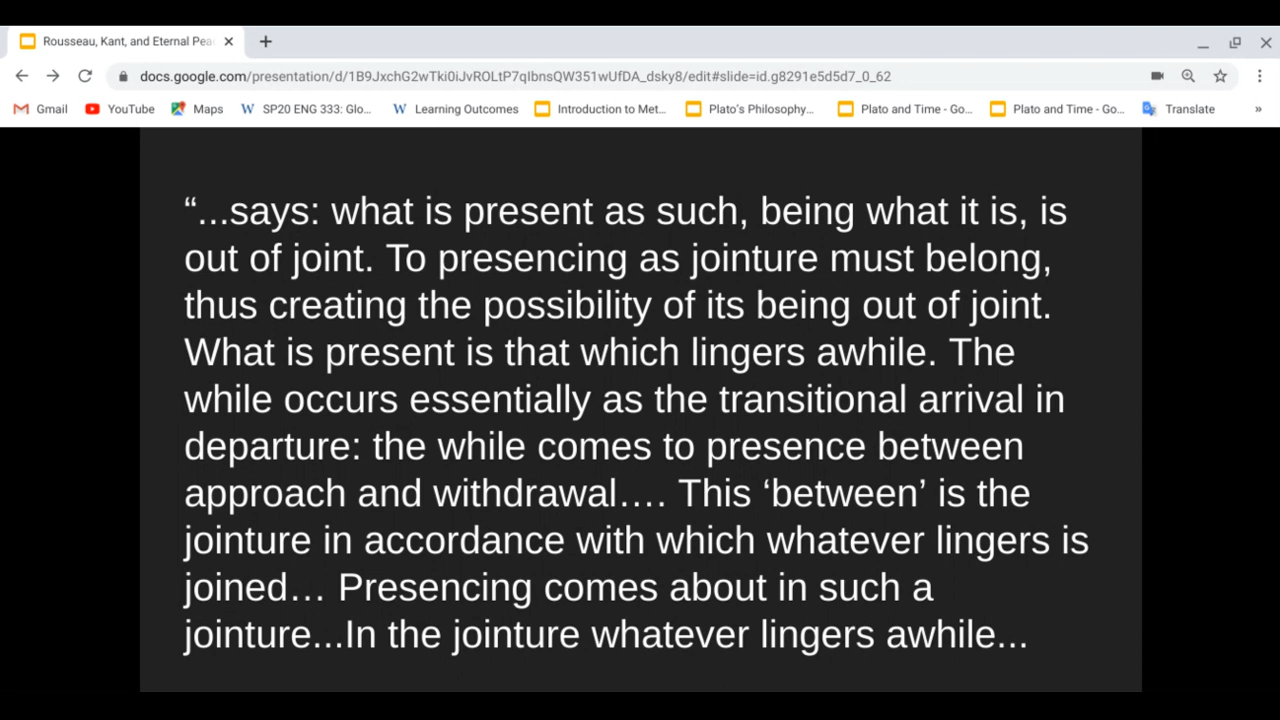 Rousseau, Kant, and Eternal Pea
docs.google.com/presentation/d/1B9JxchG2wTki0iJvROLtP7qIbnsQW351wUfDA_dsky8/edit#slide=id.g8291e5d5d7_0_62
Gmail YouTube Maps SP20 ENG 333: Glo... Learning Outcomes Introduction to Met... Plato's Philosophy... Plato and Time - Go... Plato and Time - Go... Translate »
“...says: what is present as such, being what it is, is
out of joint. To presencing as jointure must belong,
thus creating the possibility of its being out of joint.
What is present is that which lingers awhile. The
while occurs essentially as the transitional arrival in
departure: the while comes to presence between
approach and withdrawal.... This ‘between’ is the
jointure in accordance with which whatever lingers is
joined... Presencing comes about in such a
jointure...In the jointure whatever lingers awhile...